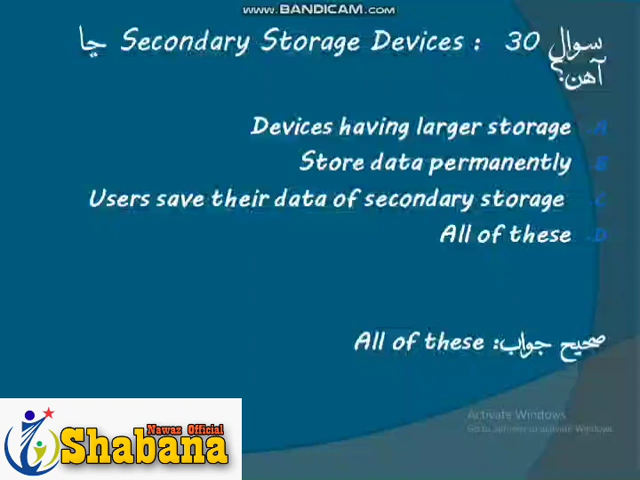 www.BANDICAM.com
سوال 30 : Secondary Storage Devices ڇا
آهن؟
A. Devices having larger storage
B. Store data permanently
C. Users save their data of secondary storage
D. All of these
صحيح جواب: All of these
Activate Windows
Go to Settings to activate Windows.
Nawaz Official
Shabana